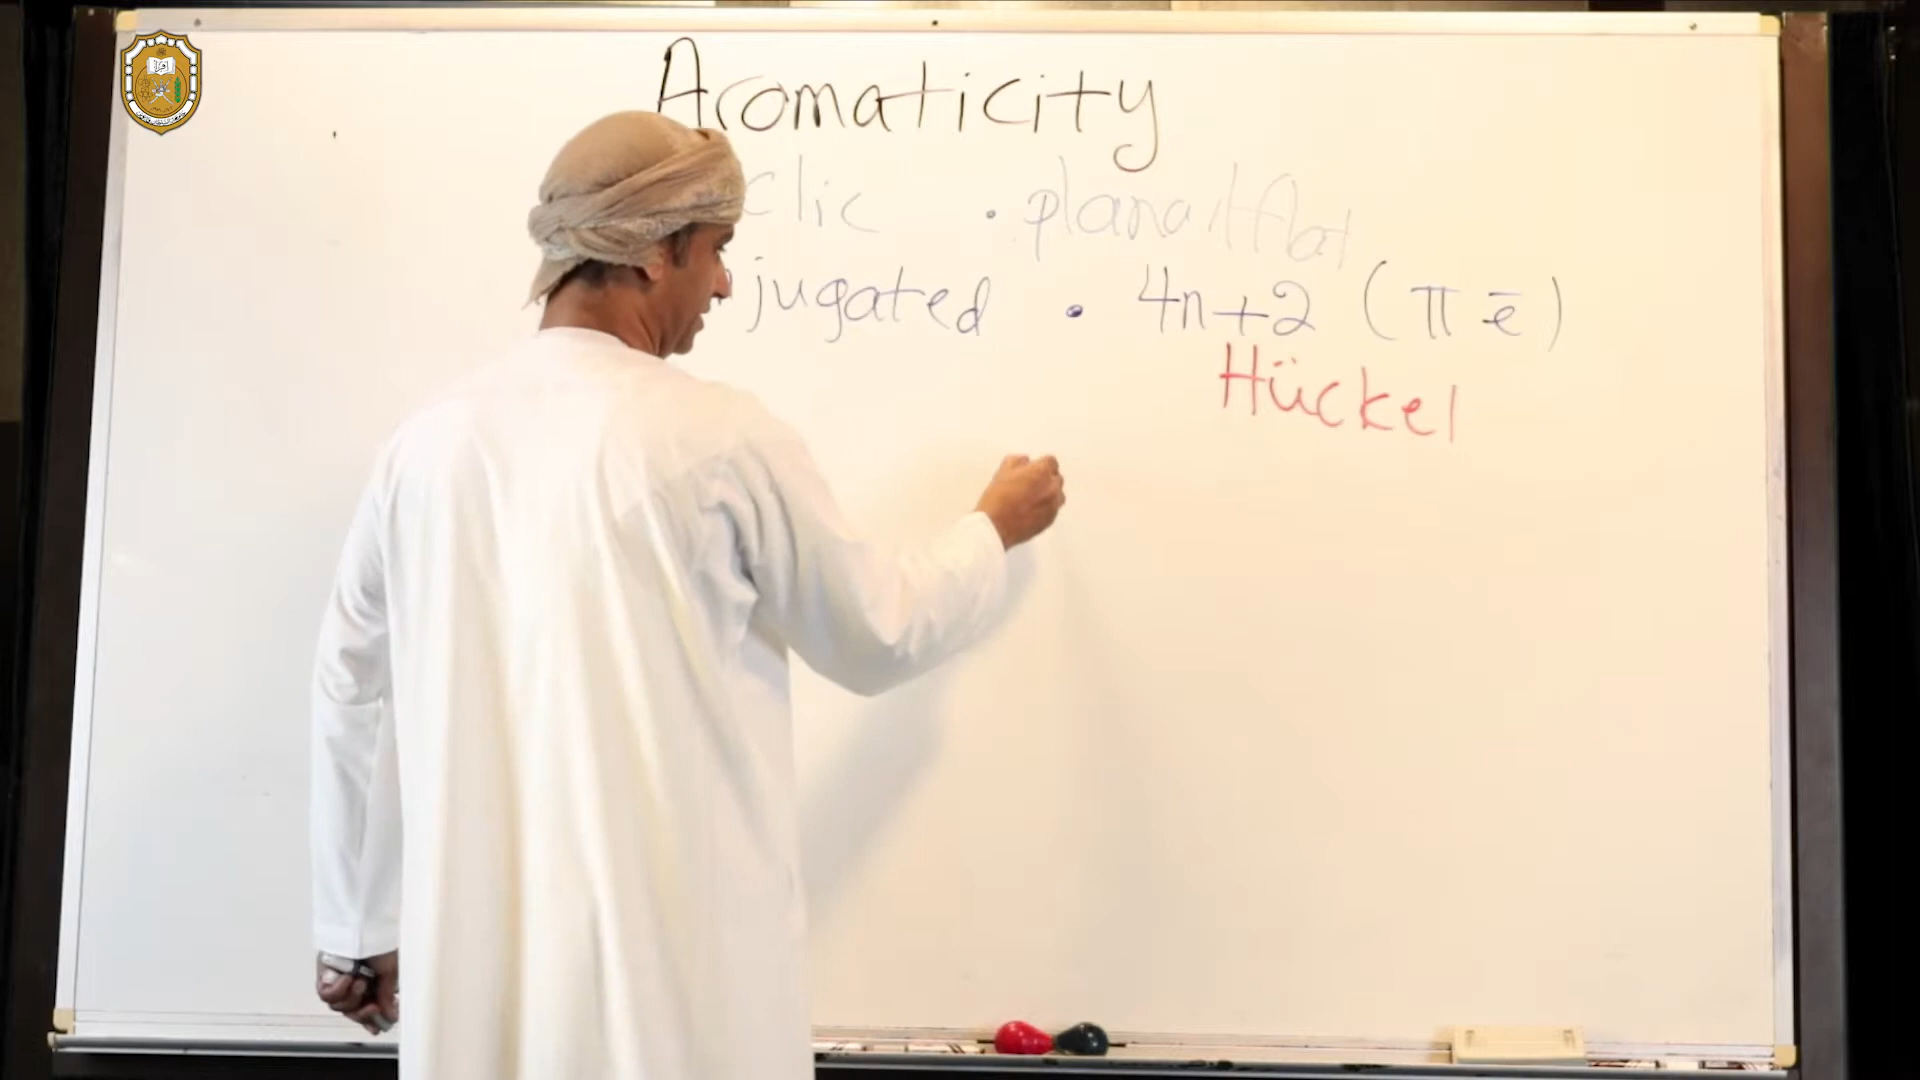 Aromaticity
clic • planar/flat
jugated • 4n+2 (π ē)
Hückel